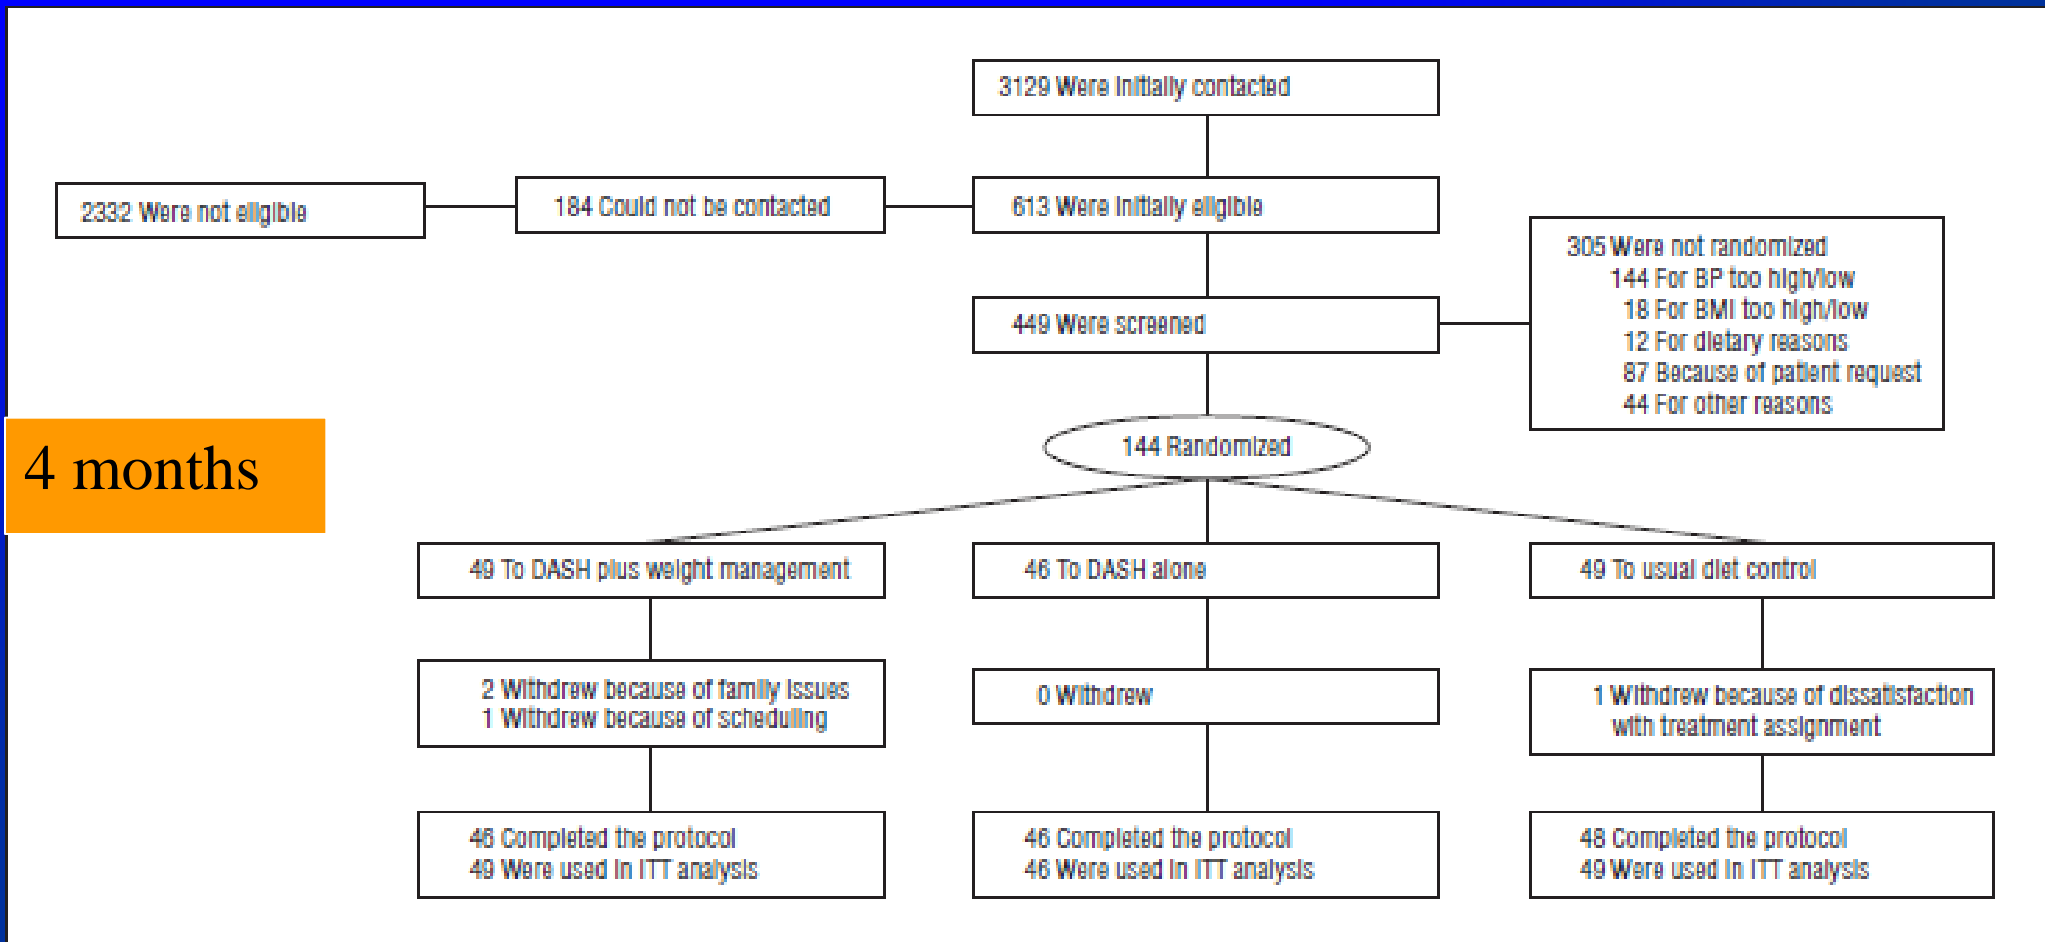 3129 Were initially contacted
2332 Were not eligible
184 Could not be contacted
613 Were initially eligible
305 Were not randomized
144 For BP too high/low
18 For BMI too high/low
12 For dietary reasons
87 Because of patient request
44 For other reasons
449 Were screened
4 months
144 Randomized
49 To DASH plus weight management
46 To DASH alone
49 To usual diet control
2 Withdrew because of family issues
1 Withdrew because of scheduling
0 Withdrew
1 Withdrew because of dissatisfaction
with treatment assignment
46 Completed the protocol
49 Were used in ITT analysis
46 Completed the protocol
46 Were used in ITT analysis
48 Completed the protocol
49 Were used in ITT analysis